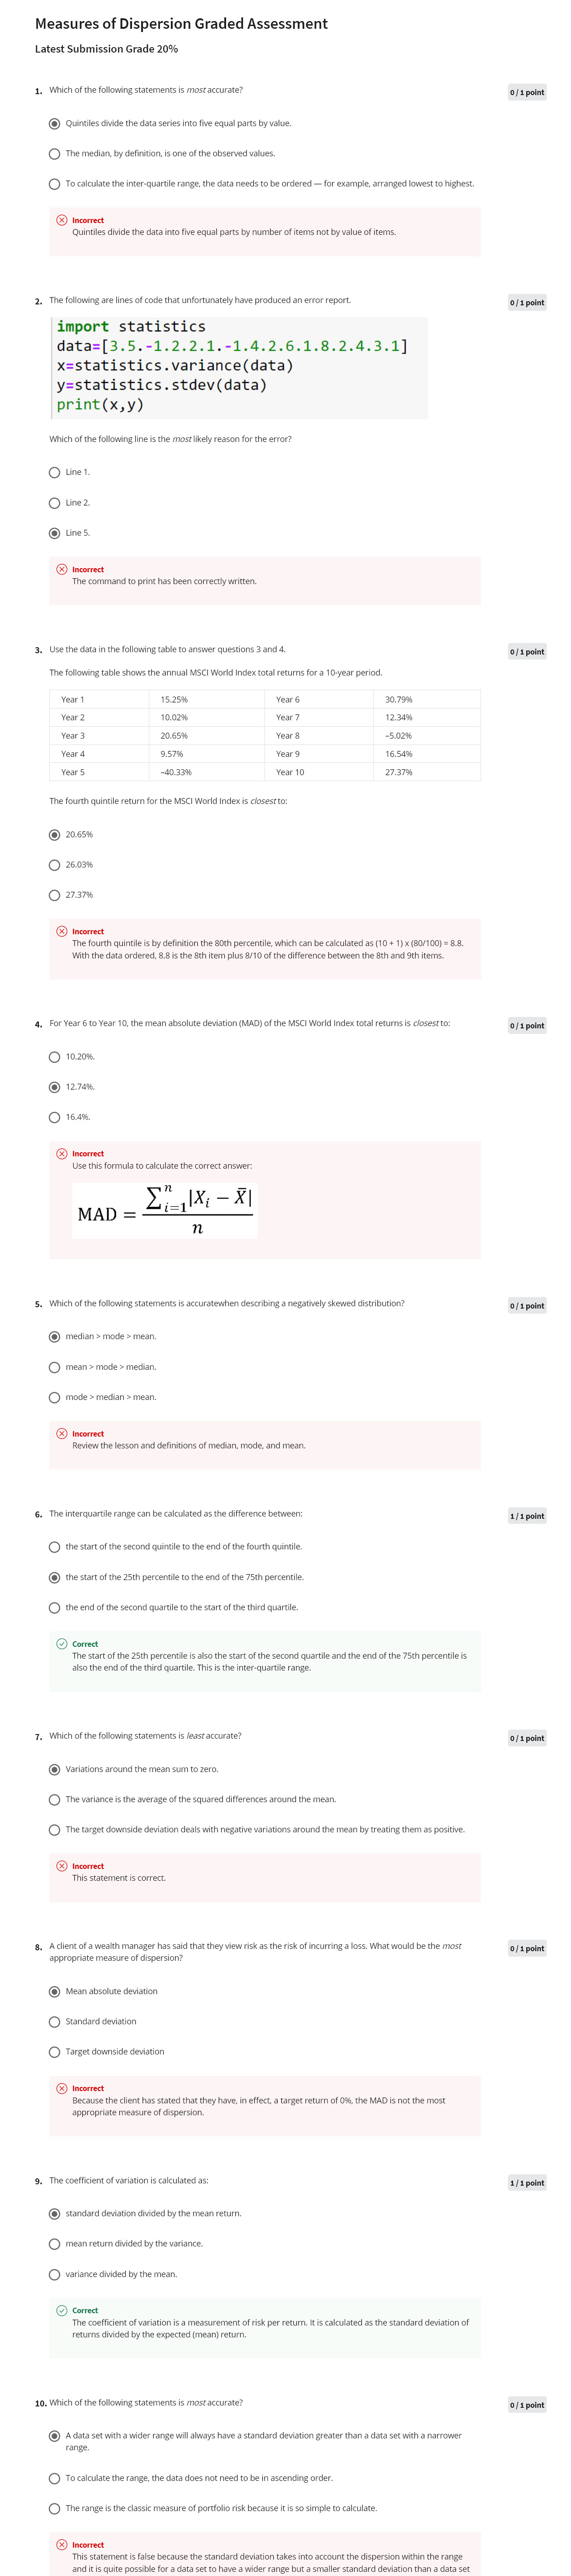 Measures of Dispersion Graded Assessment
Latest Submission Grade 20%
1. Which of the following statements is most accurate?
0 / 1 point
Quintiles divide the data series into five equal parts by value.
The median, by definition, is one of the observed values.
To calculate the inter-quartile range, the data needs to be ordered — for example, arranged lowest to highest.
Incorrect
Quintiles divide the data into five equal parts by number of items not by value of items.
2. The following are lines of code that unfortunately have produced an error report.
0 / 1 point
import statistics
data=[3.5.-1.2.2.1.-1.4.2.6.1.8.2.4.3.1]
x=statistics.variance(data)
y=statistics.stdev(data)
print(x,y)
Which of the following line is the most likely reason for the error?
Line 1.
Line 2.
Line 5.
Incorrect
The command to print has been correctly written.
3. Use the data in the following table to answer questions 3 and 4.
0 / 1 point
The following table shows the annual MSCI World Index total returns for a 10-year period.
Year 1 15.25% Year 6 30.79%
Year 2 10.02% Year 7 12.34%
Year 3 20.65% Year 8 –5.02%
Year 4 9.57% Year 9 16.54%
Year 5 –40.33% Year 10 27.37%
The fourth quintile return for the MSCI World Index is closest to:
20.65%
26.03%
27.37%
Incorrect
The fourth quintile is by definition the 80th percentile, which can be calculated as (10 + 1) x (80/100) = 8.8.
With the data ordered, 8.8 is the 8th item plus 8/10 of the difference between the 8th and 9th items.
4. For Year 6 to Year 10, the mean absolute deviation (MAD) of the MSCI World Index total returns is closest to:
0 / 1 point
10.20%.
12.74%.
16.4%.
Incorrect
Use this formula to calculate the correct answer:
MAD = ∑ⁿᵢ₌₁|Xᵢ − X̄| / n
5. Which of the following statements is accuratewhen describing a negatively skewed distribution?
0 / 1 point
median > mode > mean.
mean > mode > median.
mode > median > mean.
Incorrect
Review the lesson and definitions of median, mode, and mean.
6. The interquartile range can be calculated as the difference between:
1 / 1 point
the start of the second quintile to the end of the fourth quintile.
the start of the 25th percentile to the end of the 75th percentile.
the end of the second quartile to the start of the third quartile.
Correct
The start of the 25th percentile is also the start of the second quartile and the end of the 75th percentile is
also the end of the third quartile. This is the inter-quartile range.
7. Which of the following statements is least accurate?
0 / 1 point
Variations around the mean sum to zero.
The variance is the average of the squared differences around the mean.
The target downside deviation deals with negative variations around the mean by treating them as positive.
Incorrect
This statement is correct.
8. A client of a wealth manager has said that they view risk as the risk of incurring a loss. What would be the most
appropriate measure of dispersion?
0 / 1 point
Mean absolute deviation
Standard deviation
Target downside deviation
Incorrect
Because the client has stated that they have, in effect, a target return of 0%, the MAD is not the most
appropriate measure of dispersion.
9. The coefficient of variation is calculated as:
1 / 1 point
standard deviation divided by the mean return.
mean return divided by the variance.
variance divided by the mean.
Correct
The coefficient of variation is a measurement of risk per return. It is calculated as the standard deviation of
returns divided by the expected (mean) return.
10. Which of the following statements is most accurate?
0 / 1 point
A data set with a wider range will always have a standard deviation greater than a data set with a narrower
range.
To calculate the range, the data does not need to be in ascending order.
The range is the classic measure of portfolio risk because it is so simple to calculate.
Incorrect
This statement is false because the standard deviation takes into account the dispersion within the range
and it is quite possible for a data set to have a wider range but a smaller standard deviation than a data set